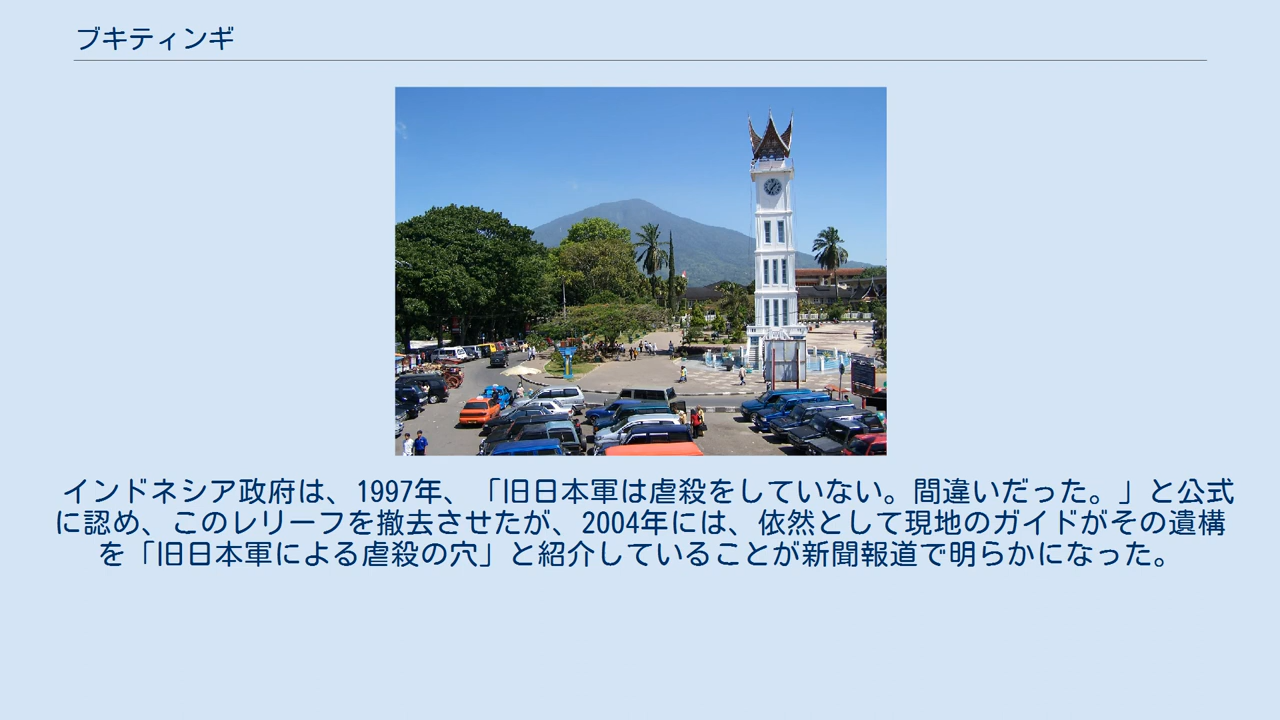 ブキティンギ
インドネシア政府は、1997年、「旧日本軍は虐殺をしていない。間違いだった。」と公式
に認め、このレリーフを撤去させたが、2004年には、依然として現地のガイドがその遺構
を「旧日本軍による虐殺の穴」と紹介していることが新聞報道で明らかになった。